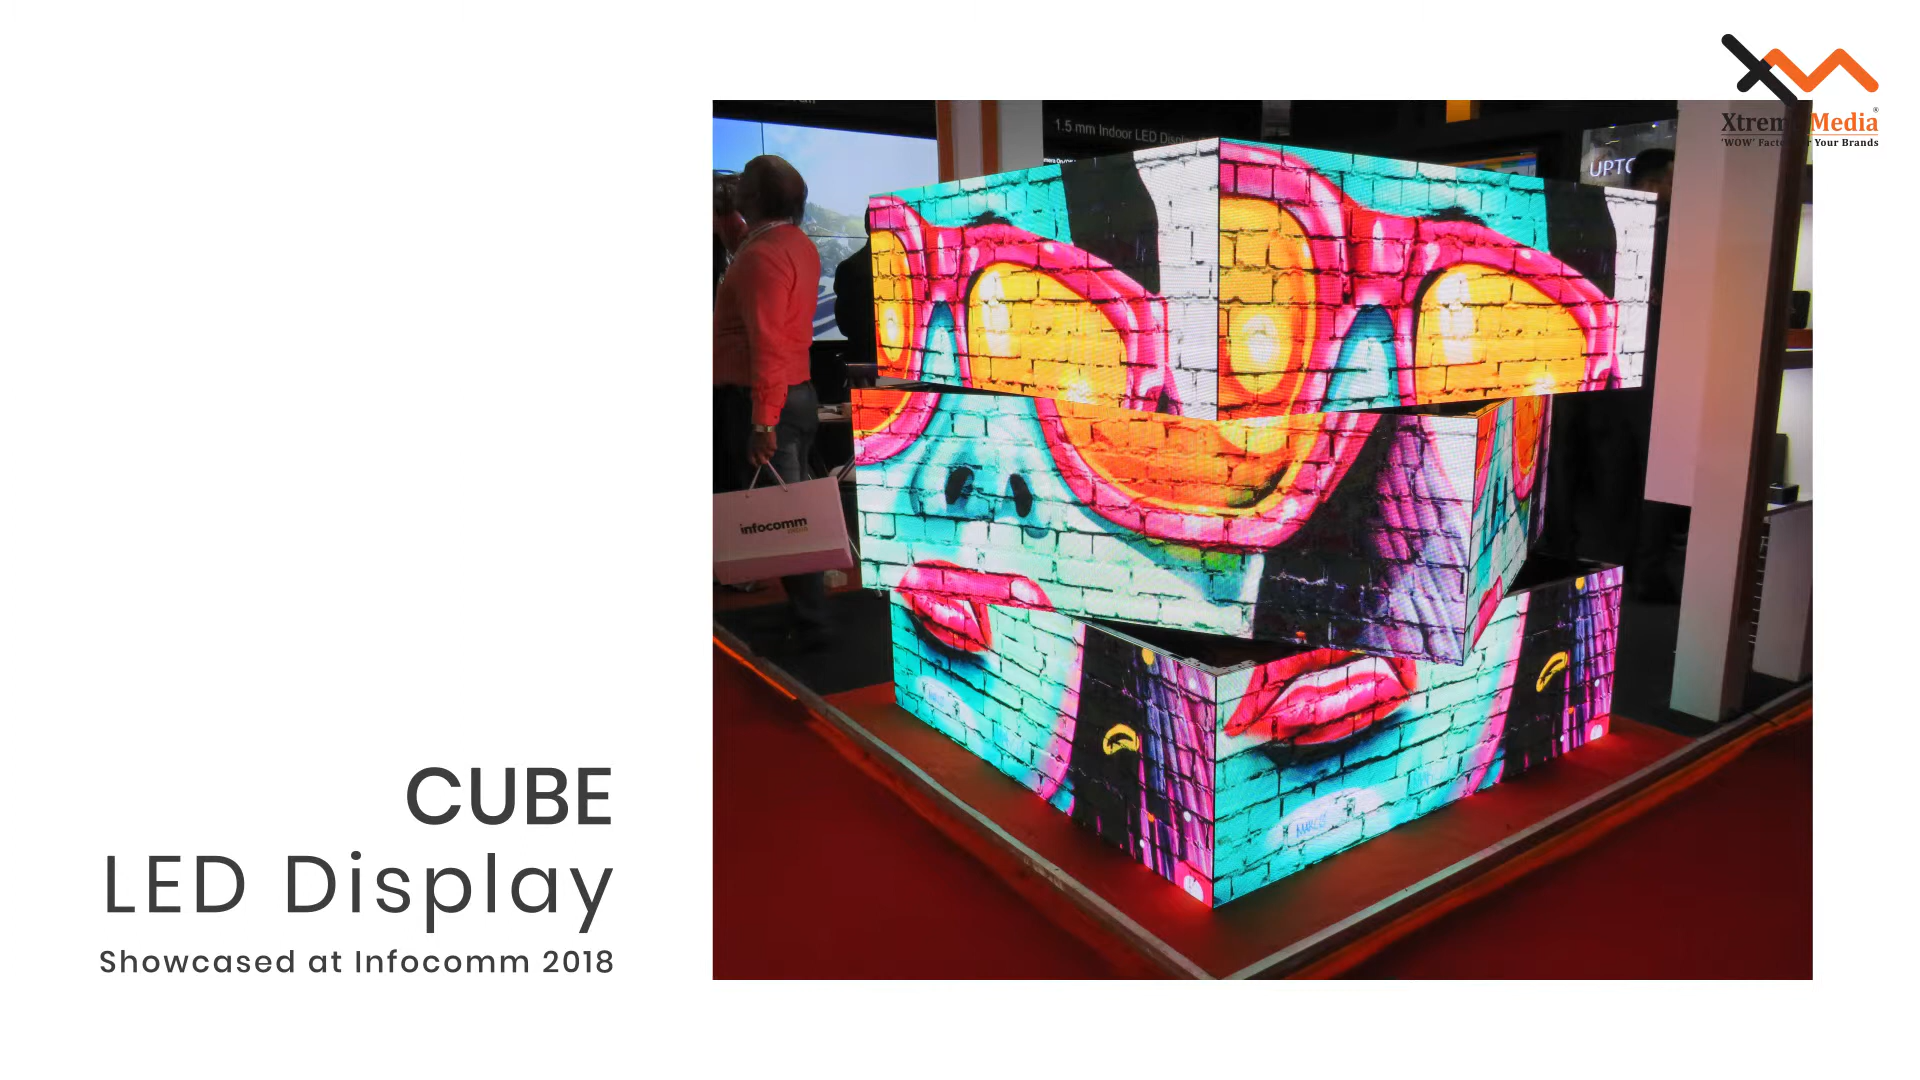 Xtreme Media®
'WOW' Factor for Your Brands
1.5 mm Indoor LED Display
UPTO
infocomm
CUBE
LED Display
Showcased at Infocomm 2018